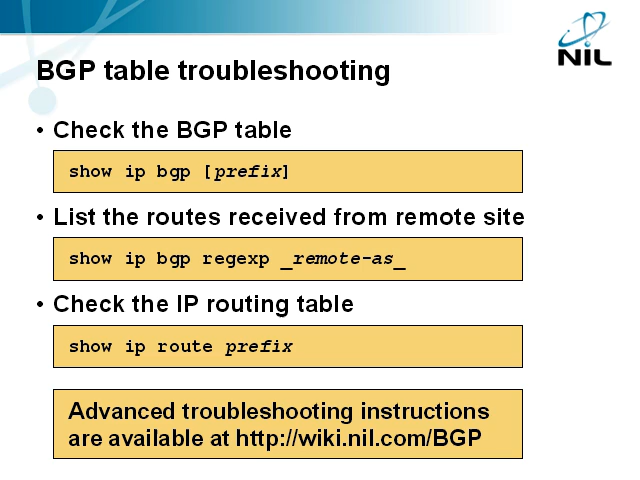 NIL
BGP table troubleshooting
• Check the BGP table
show ip bgp [prefix]
• List the routes received from remote site
show ip bgp regexp _remote-as_
• Check the IP routing table
show ip route prefix
Advanced troubleshooting instructions
are available at http://wiki.nil.com/BGP